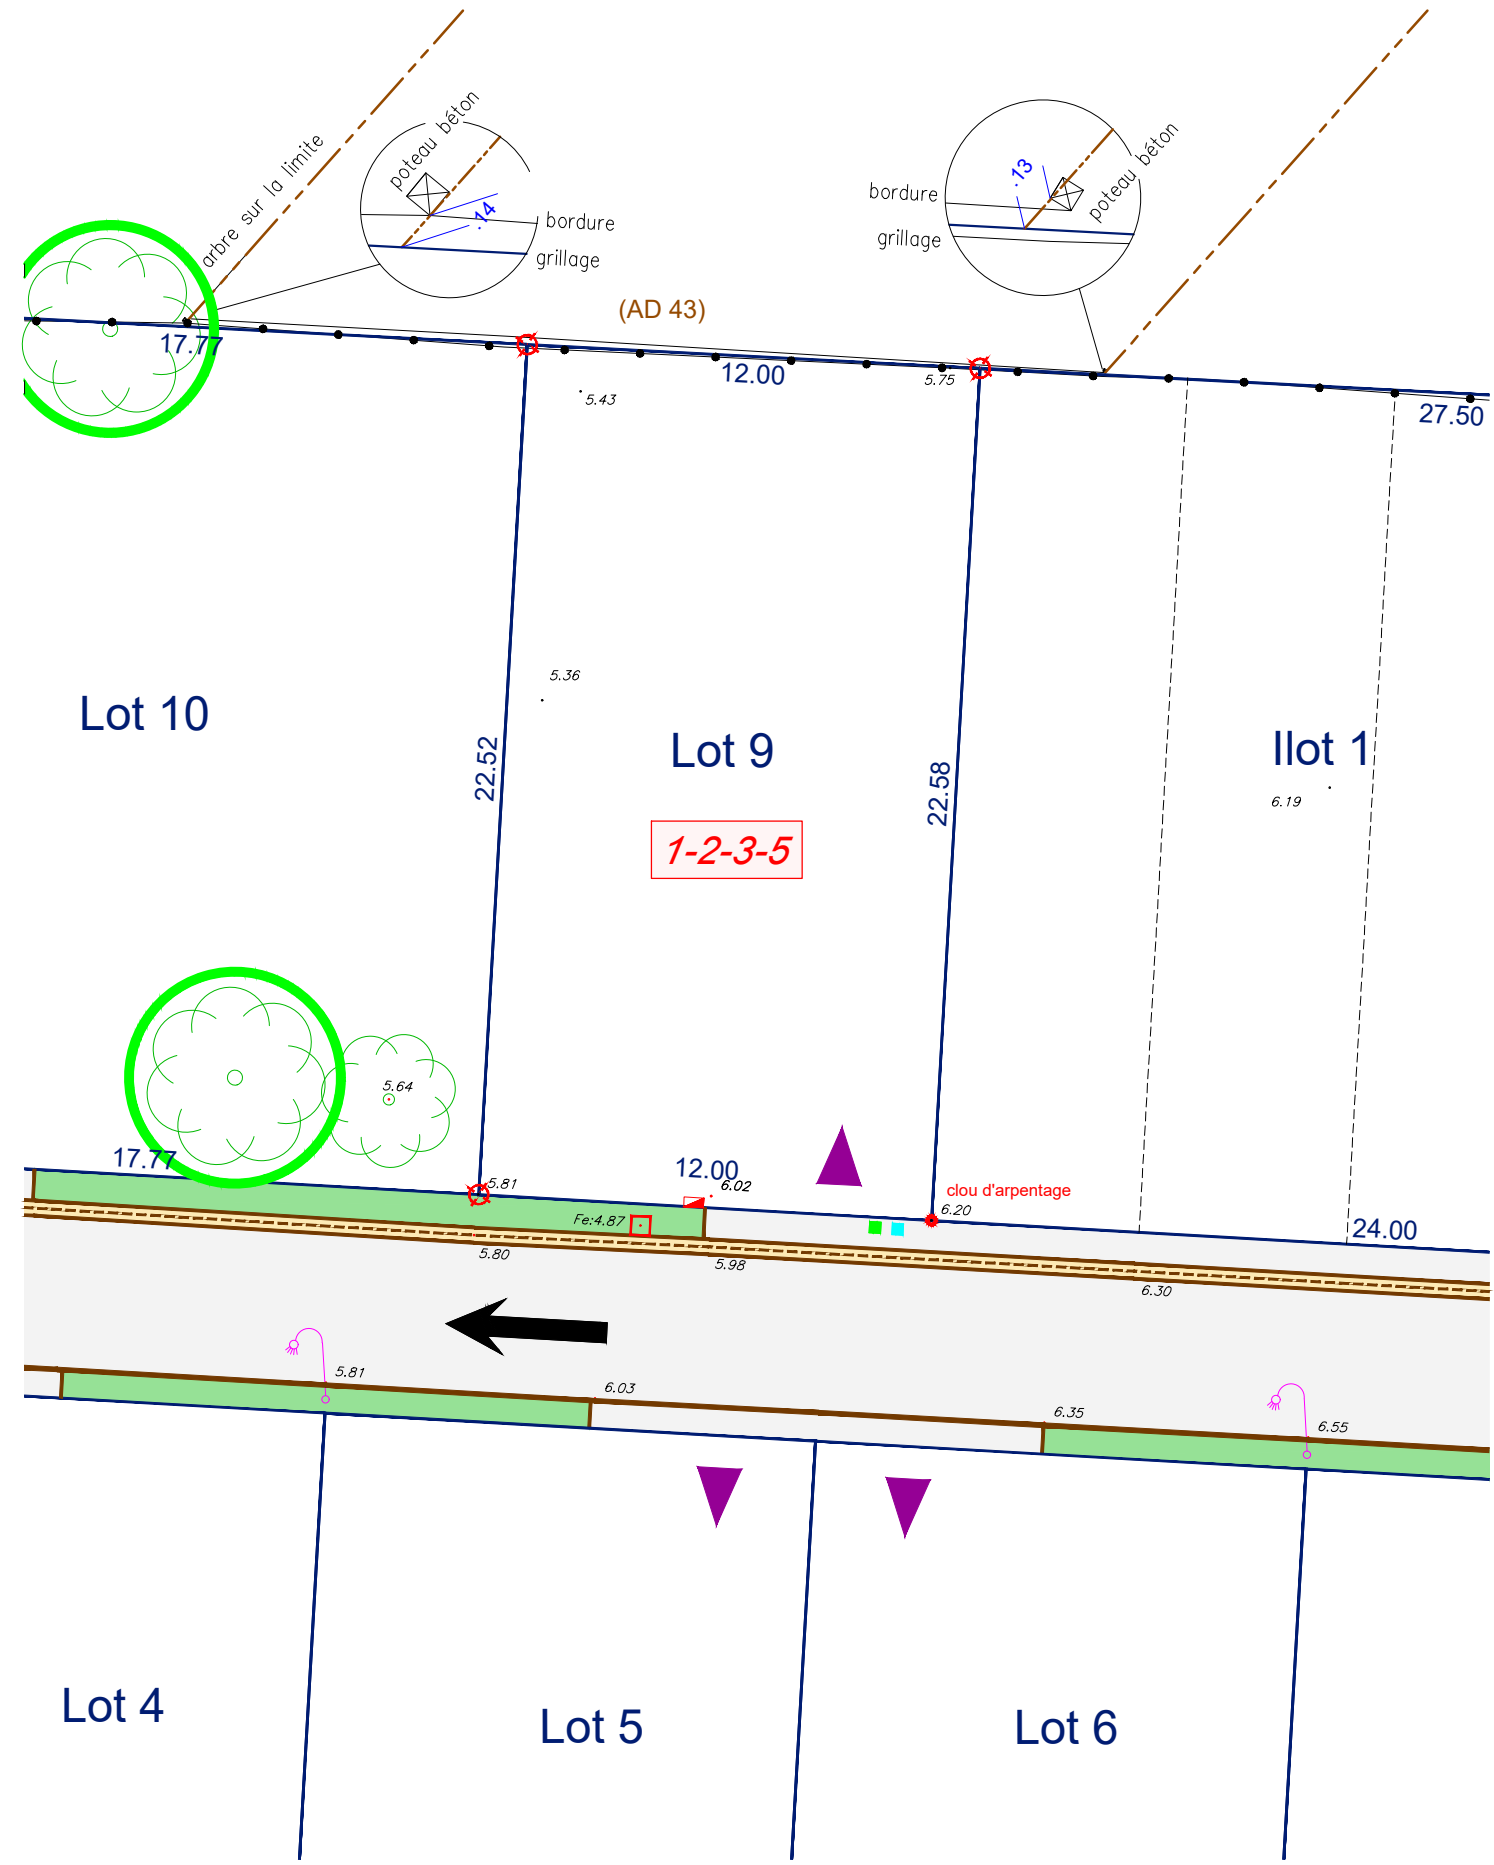 arbre sur la limite
poteau béton
.14
bordure
grillage
(AD 43)
bordure
grillage
.13
poteau béton
17.77
12.00
5.75
27.50
5.43
5.36
Lot 10
22.52
Lot 9
22.58
Ilot 1
6.19
1-2-3-5
5.64
17.77
5.81
12.00
6.02
clou d'arpentage
6.20
24.00
Fe:4.87
5.80
5.98
6.30
5.81
6.03
6.35
6.55
Lot 4
Lot 5
Lot 6